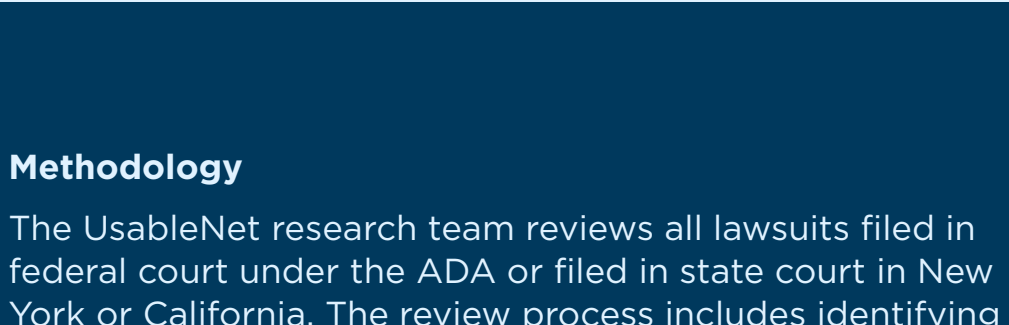 Methodology
The UsableNet research team reviews all lawsuits filed in
federal court under the ADA or filed in state court in New
York or California. The review process includes identifying